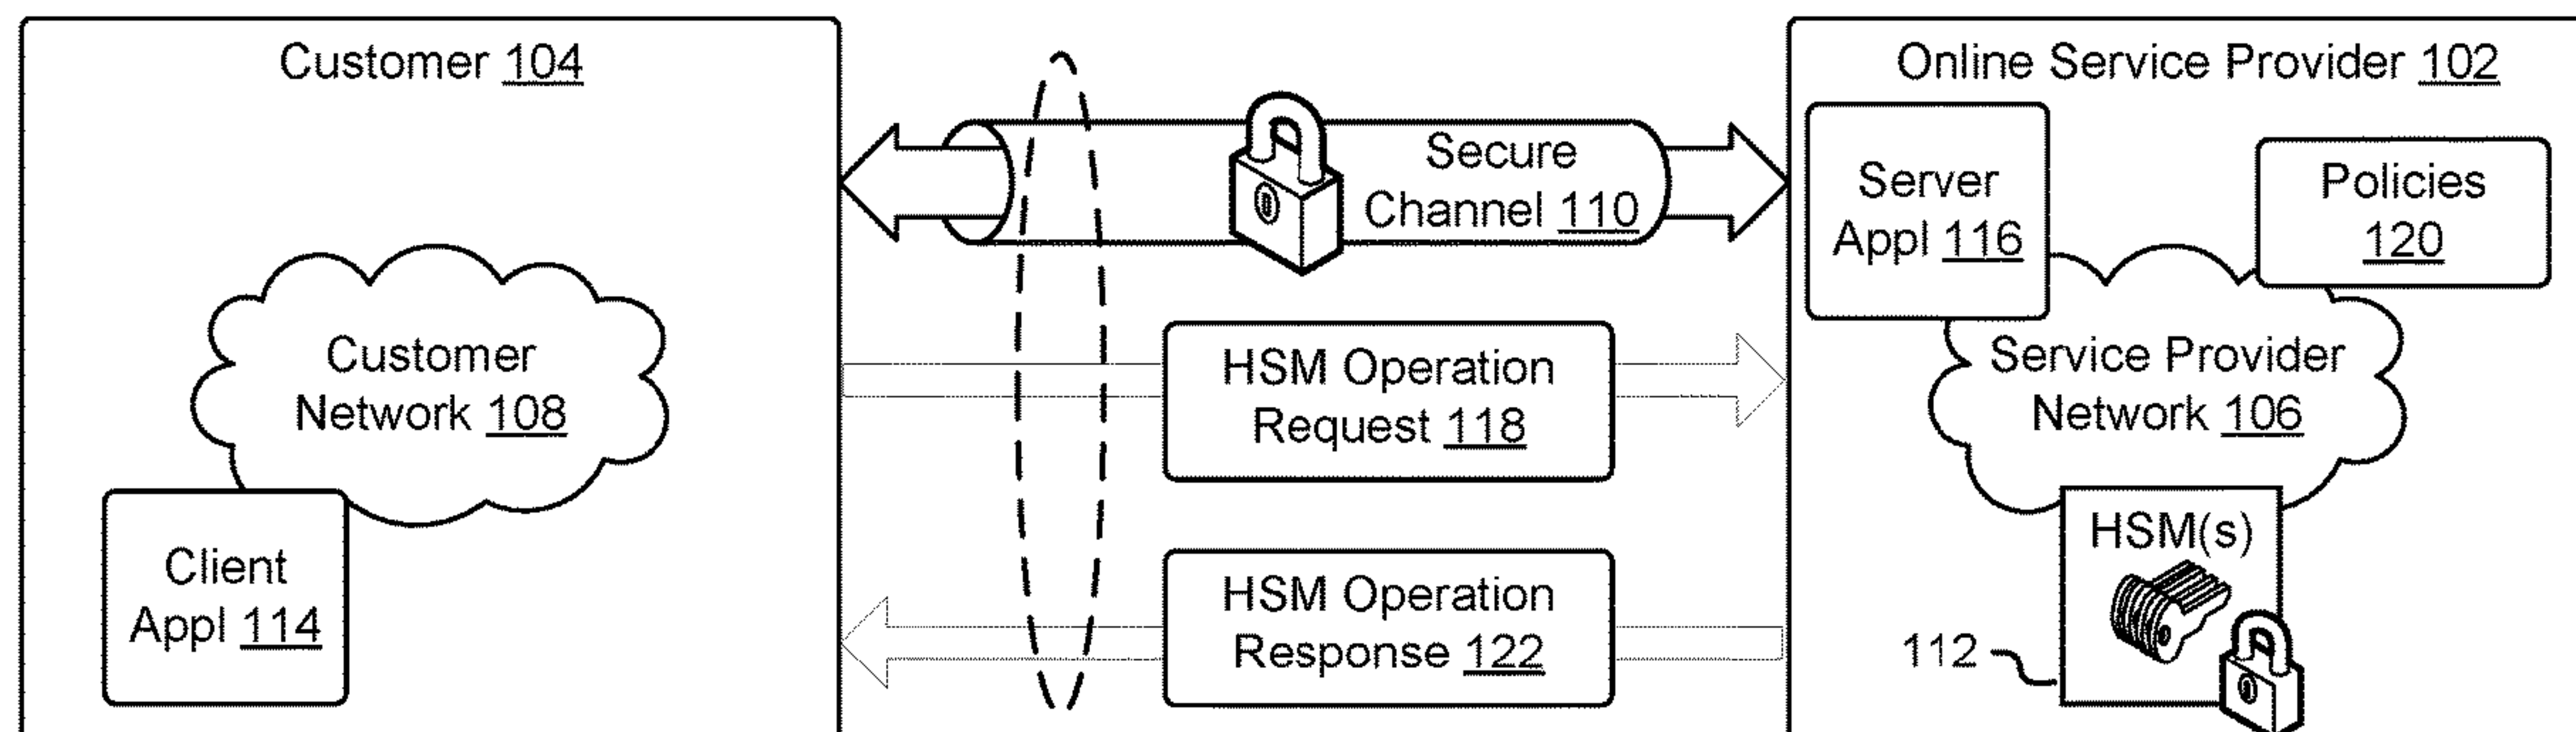 Customer 104
Customer
Network 108
Client
Appl 114
Secure
Channel 110
HSM Operation
Request 118
HSM Operation
Response 122
Online Service Provider 102
Server
Appl 116
Policies
120
Service Provider
Network 106
HSM(s)
112